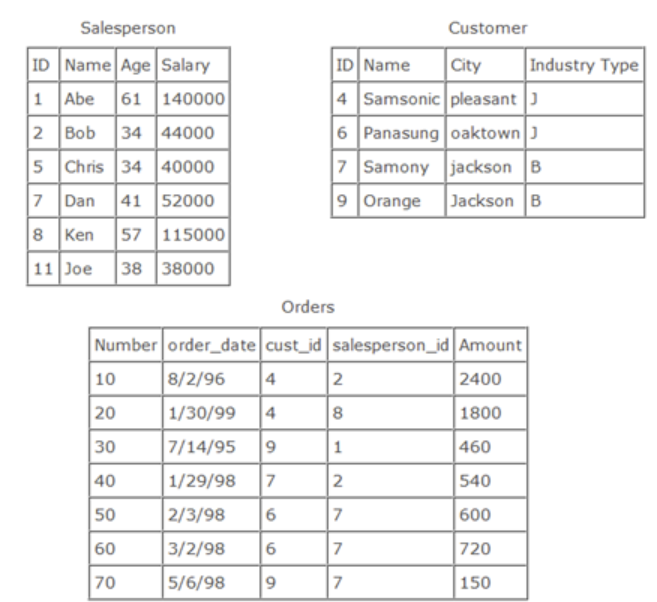 Salesperson
ID Name Age Salary
1 Abe 61 140000
2 Bob 34 44000
5 Chris 34 40000
7 Dan 41 52000
8 Ken 57 115000
11 Joe 38 38000
Customer
ID Name City Industry Type
4 Samsonic pleasant J
6 Panasung oaktown J
7 Samony jackson B
9 Orange Jackson B
Orders
Number order_date cust_id salesperson_id Amount
10 8/2/96 4 2 2400
20 1/30/99 4 8 1800
30 7/14/95 9 1 460
40 1/29/98 7 2 540
50 2/3/98 6 7 600
60 3/2/98 6 7 720
70 5/6/98 9 7 150